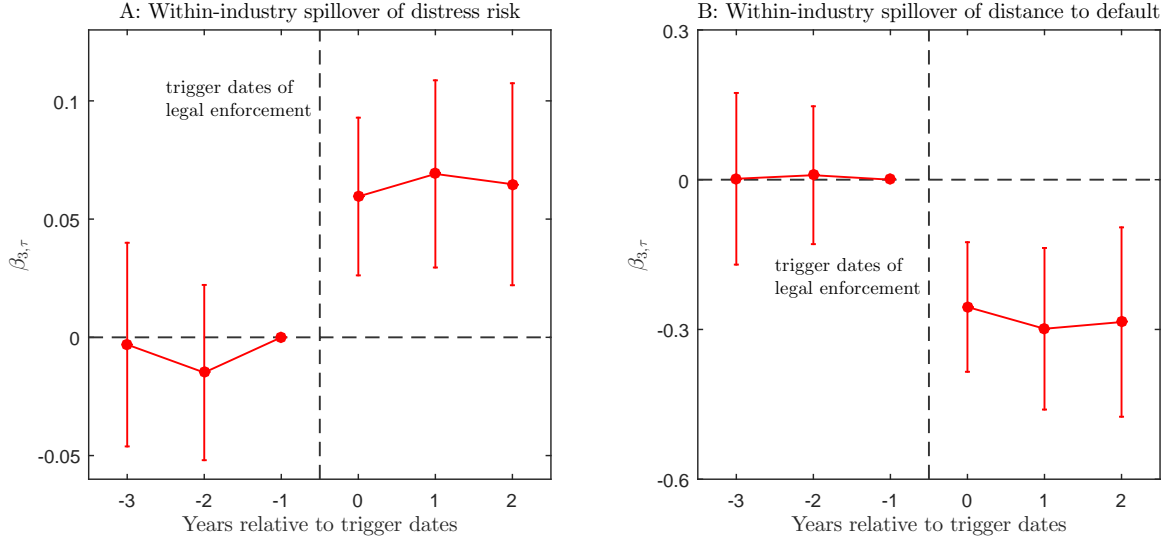 A: Within-industry spillover of distress risk
0.1
0.05
0
-0.05
β3,τ
trigger dates of
legal enforcement
-3 -2 -1 0 1 2
Years relative to trigger dates
B: Within-industry spillover of distance to default
0.3
0
-0.3
-0.6
β3,τ
trigger dates of
legal enforcement
-3 -2 -1 0 1 2
Years relative to trigger dates